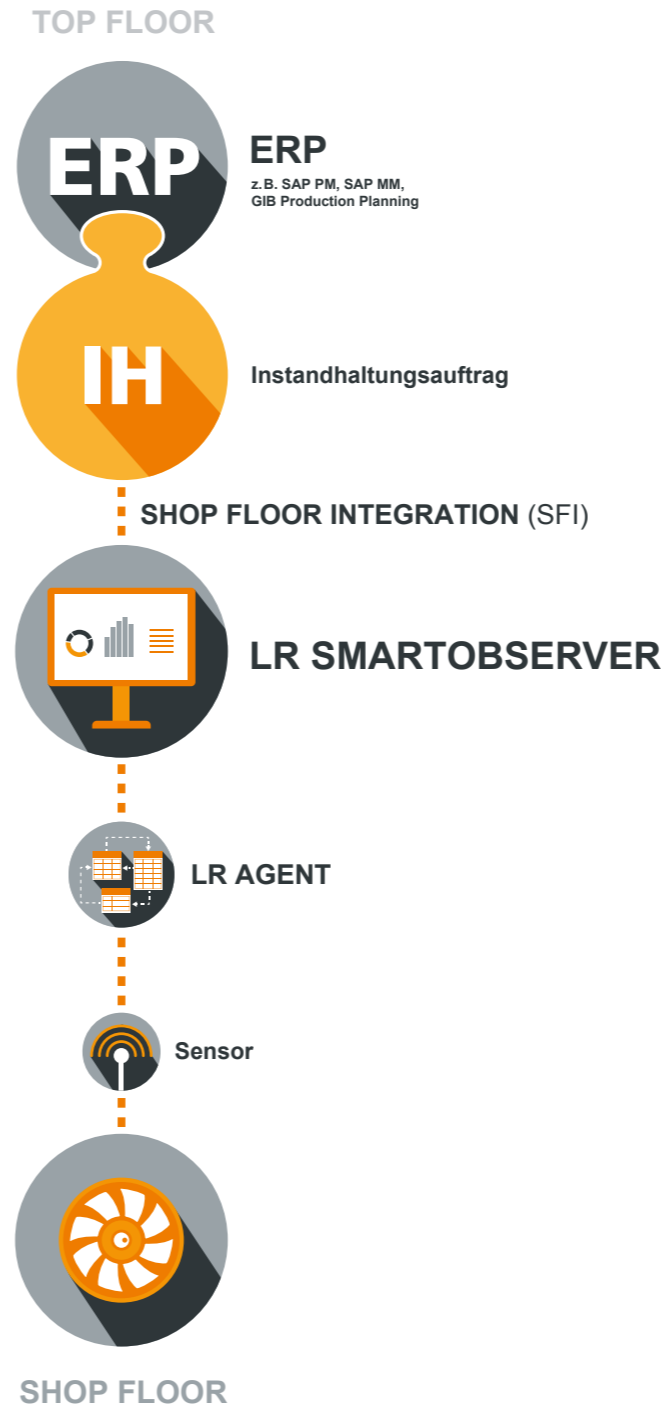 TOP FLOOR
ERP
ERP
z.B. SAP PM, SAP MM,
GIB Production Planning
IH
Instandhaltungsauftrag
SHOP FLOOR INTEGRATION (SFI)
LR SMARTOBSERVER
LR AGENT
Sensor
SHOP FLOOR